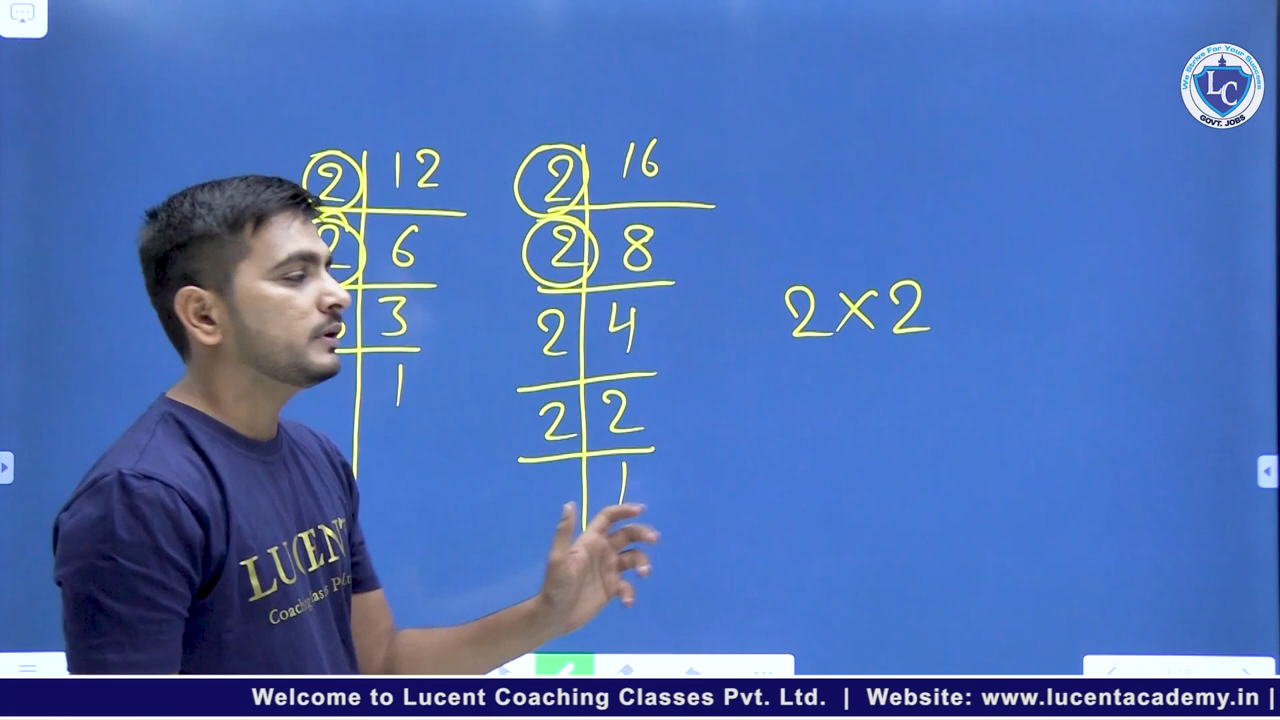 We Strive For Your Success
LC
GOVT. JOBS
2 12
2 6
3
1
2 16
2 8
2 4
2 2
1
2×2
LUCENT
Welcome to Lucent Coaching Classes Pvt. Ltd. | Website: www.lucentacademy.in |